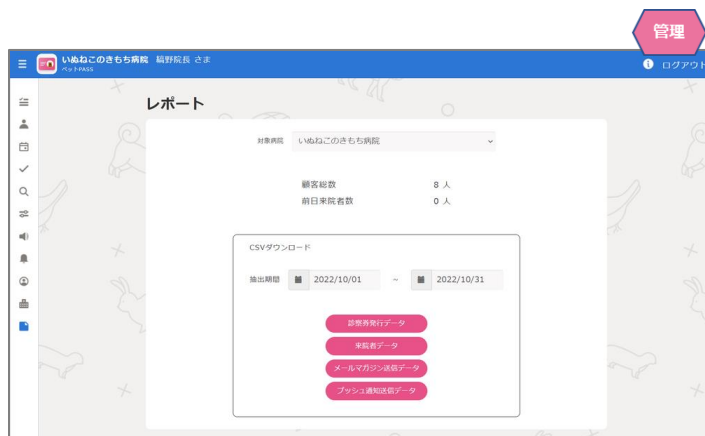 管理
いぬねこのきもち病院 稿野院長 さま
ペットPASS
ログアウト
レポート
対象病院 いぬねこのきもち病院
顧客総数 8 人
前日来院者数 0 人
CSVダウンロード
抽出期間 2022/10/01 ~ 2022/10/31
診察券発行データ
来院者データ
メールマガジン送信データ
プッシュ通知送信データ